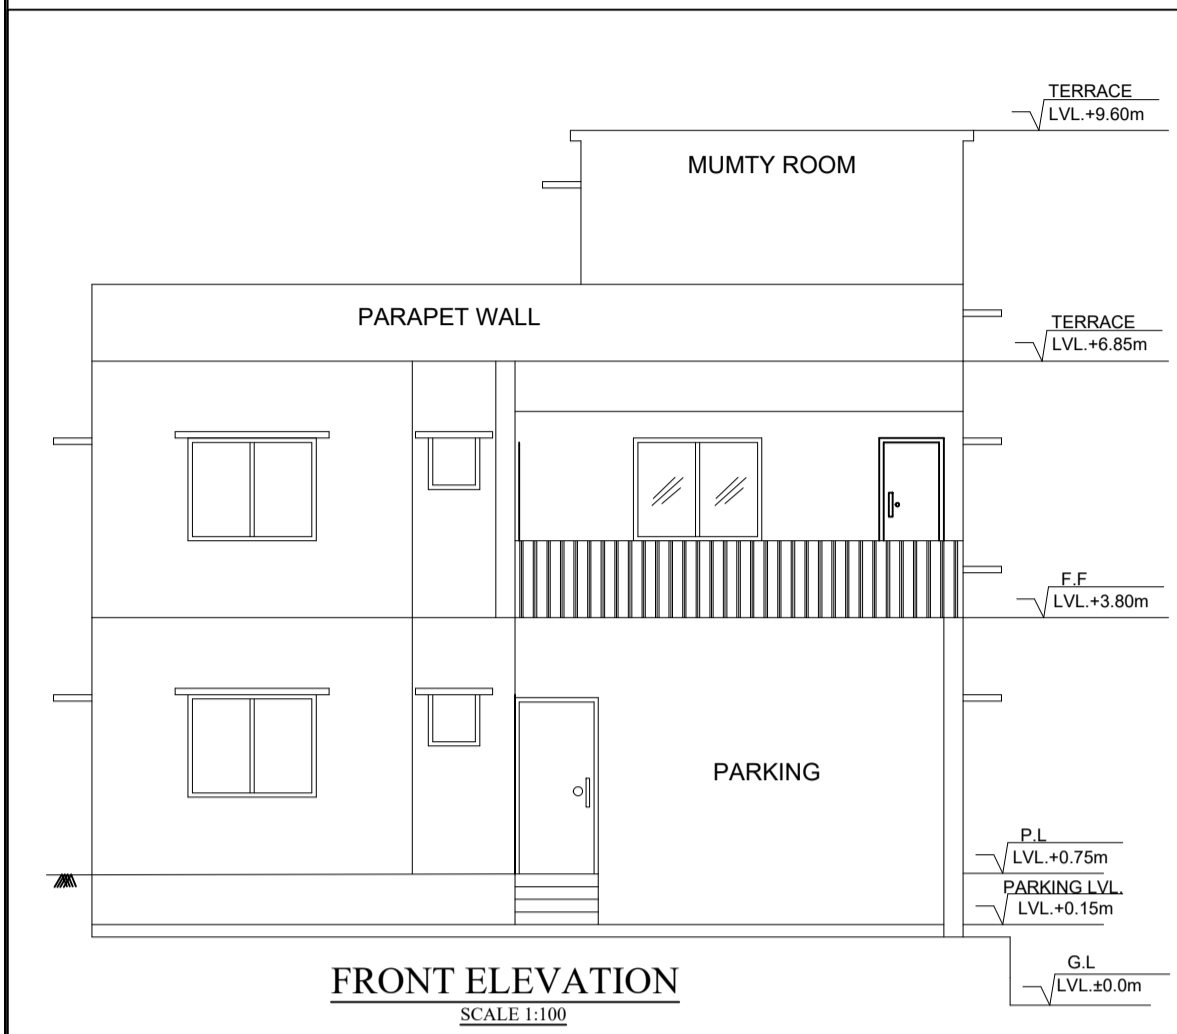 TERRACE
LVL.+9.60m
MUMTY ROOM
PARAPET WALL
TERRACE
LVL.+6.85m
F.F
LVL.+3.80m
PARKING
P.L
LVL.+0.75m
PARKING LVL.
LVL.+0.15m
G.L
LVL.±0.0m
FRONT ELEVATION
SCALE 1:100